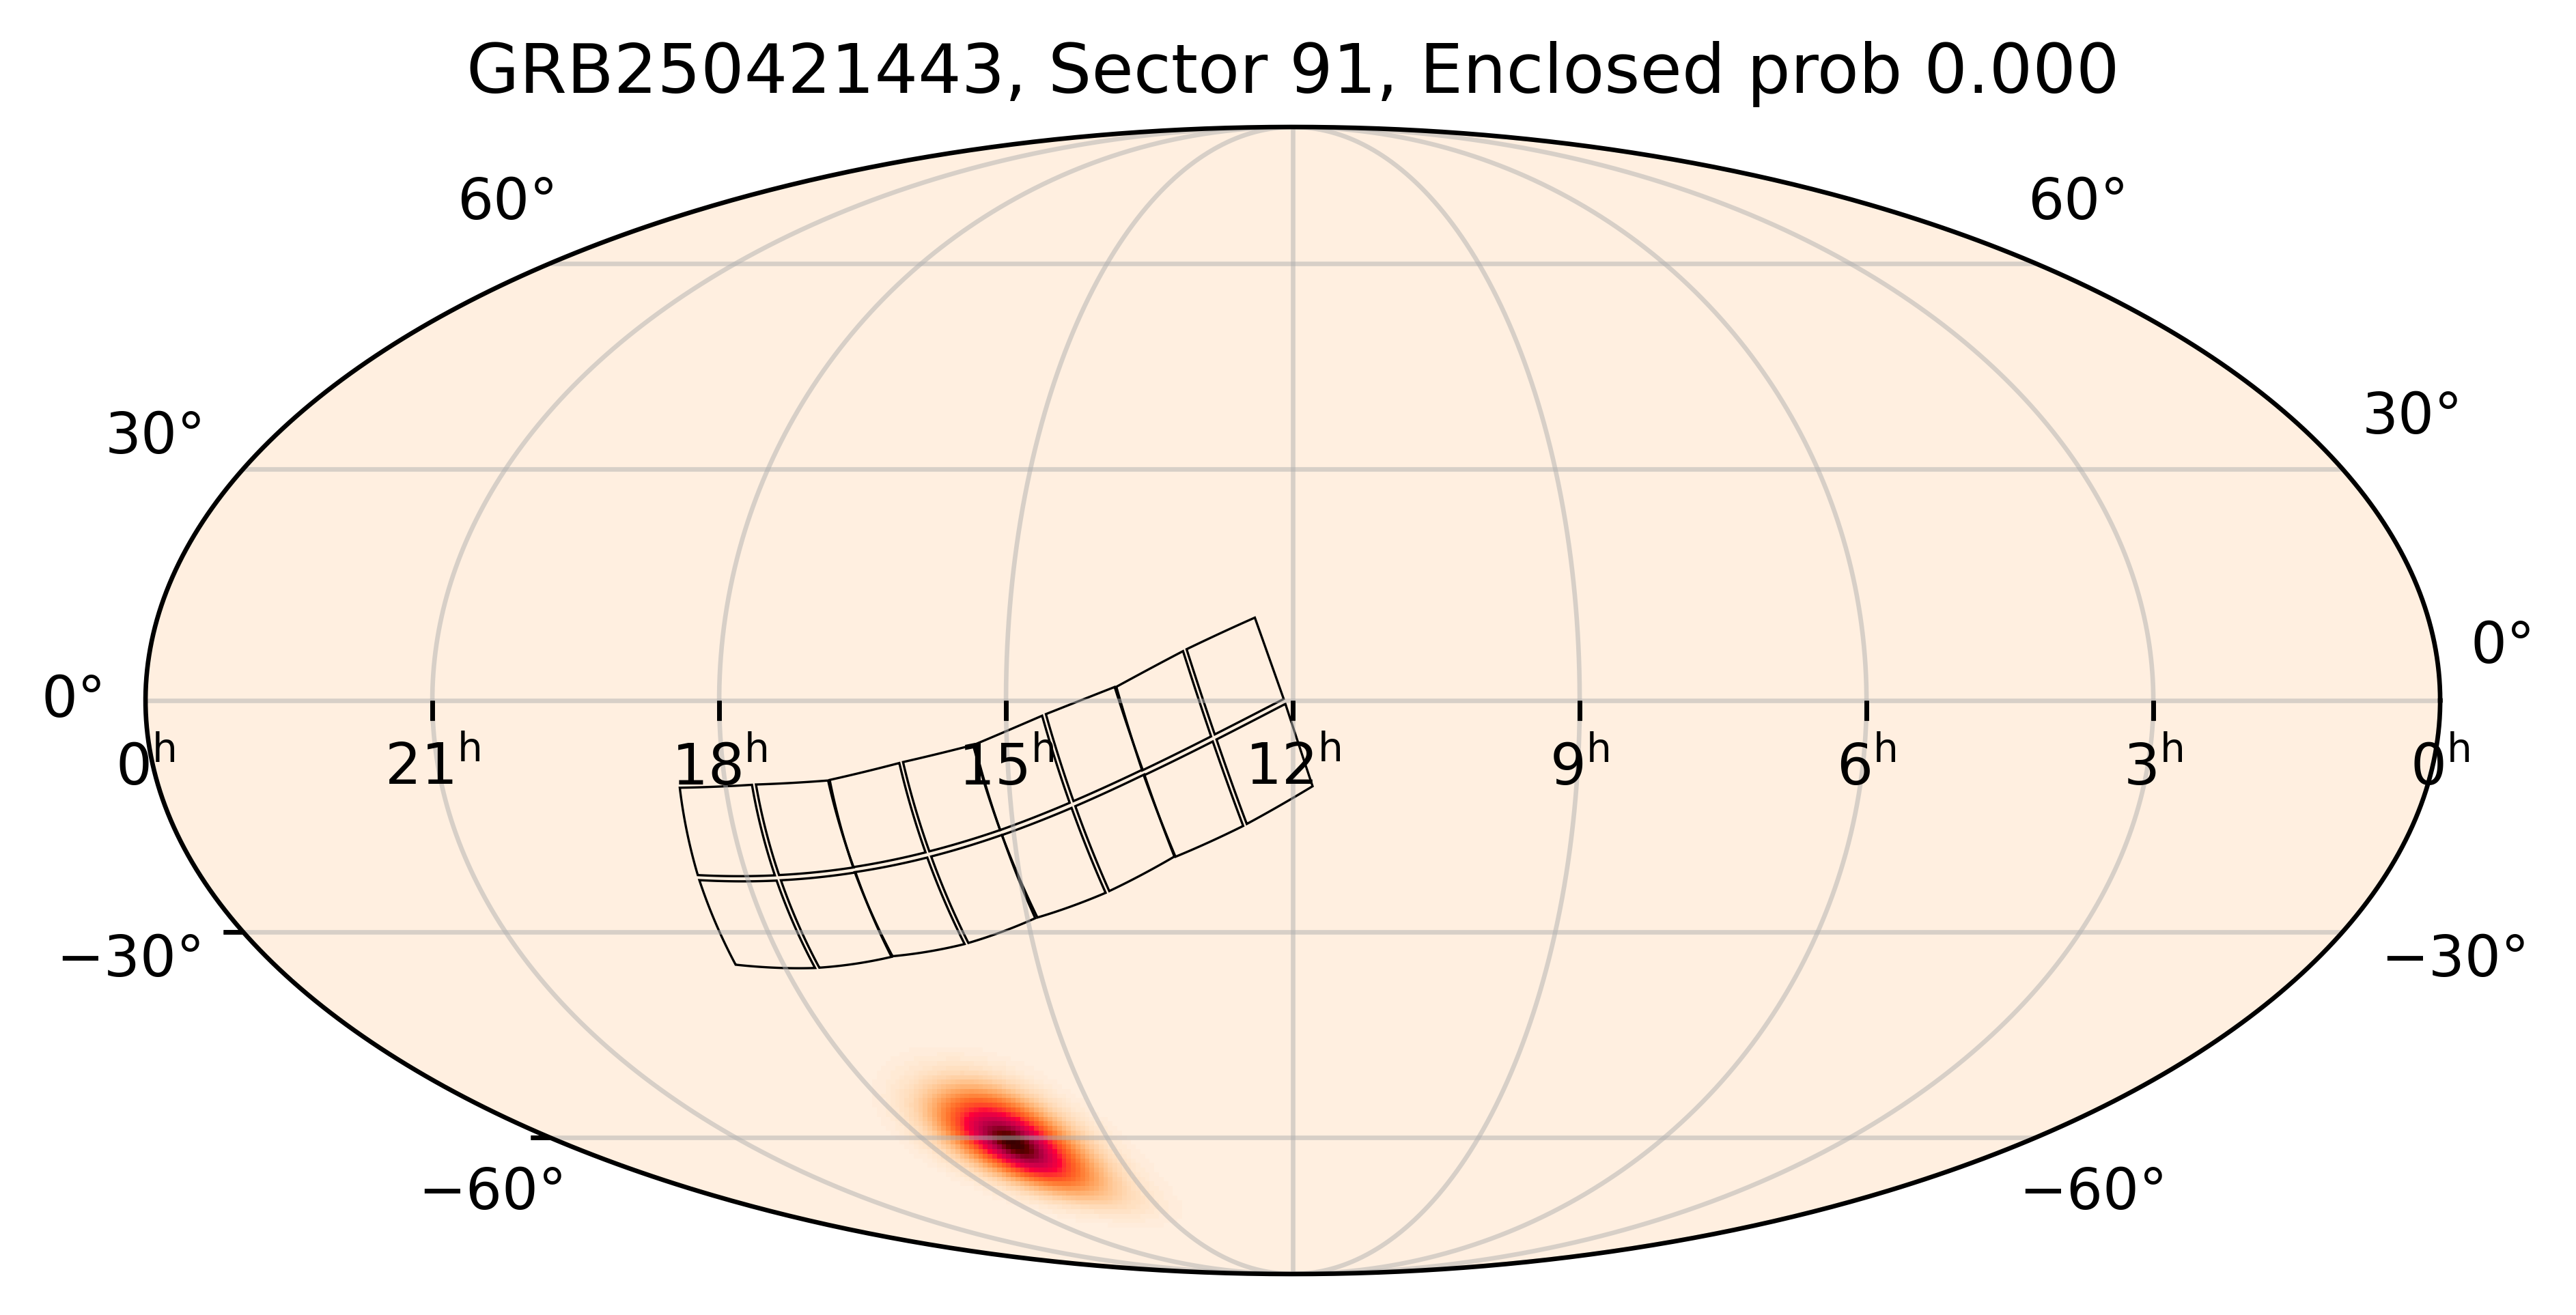 GRB250421443, Sector 91, Enclosed prob 0.000
60° 60°
30° 30°
0° 0°
0ʰ 21ʰ 18ʰ 15ʰ 12ʰ 9ʰ 6ʰ 3ʰ 0ʰ
−30° −30°
−60° −60°